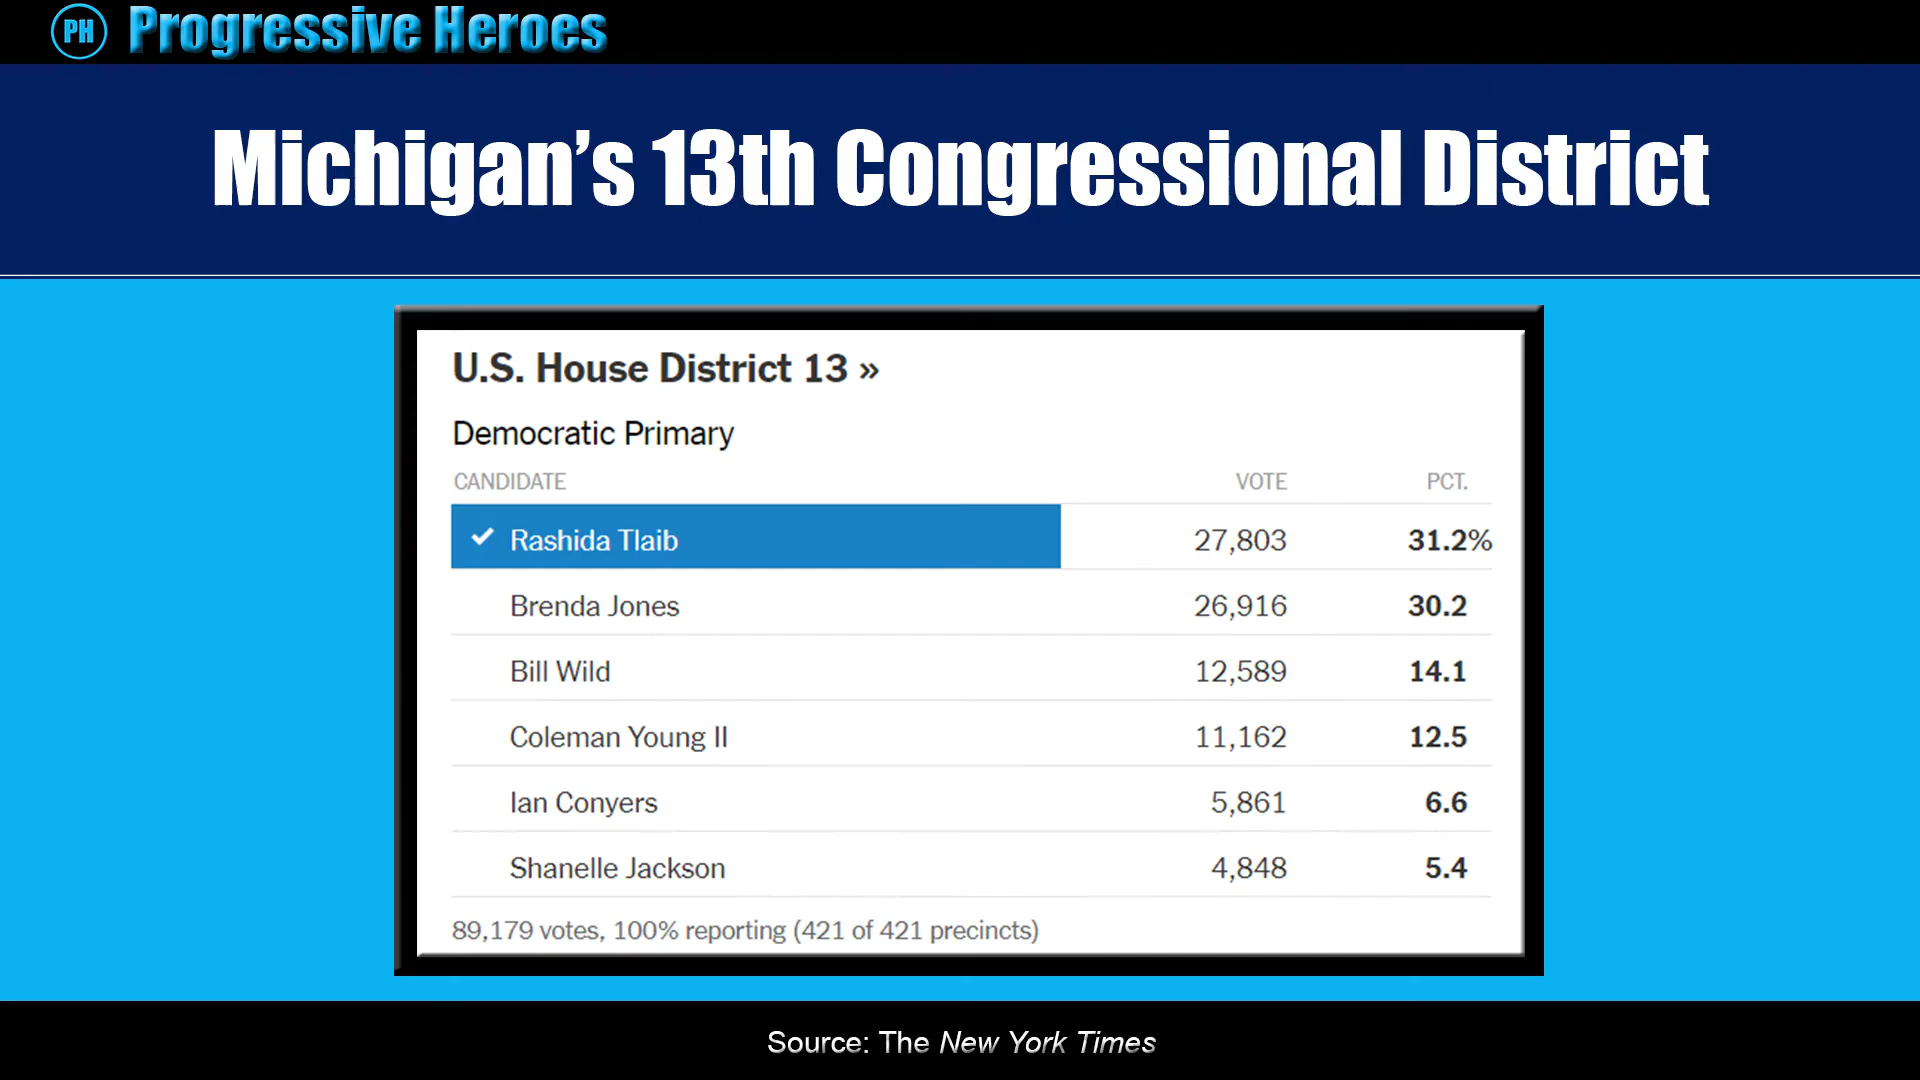 PH Progressive Heroes
Michigan’s 13th Congressional District
U.S. House District 13 »
Democratic Primary
CANDIDATE VOTE PCT.
✓ Rashida Tlaib 27,803 31.2%
Brenda Jones 26,916 30.2
Bill Wild 12,589 14.1
Coleman Young II 11,162 12.5
Ian Conyers 5,861 6.6
Shanelle Jackson 4,848 5.4
89,179 votes, 100% reporting (421 of 421 precincts)
Source: The New York Times